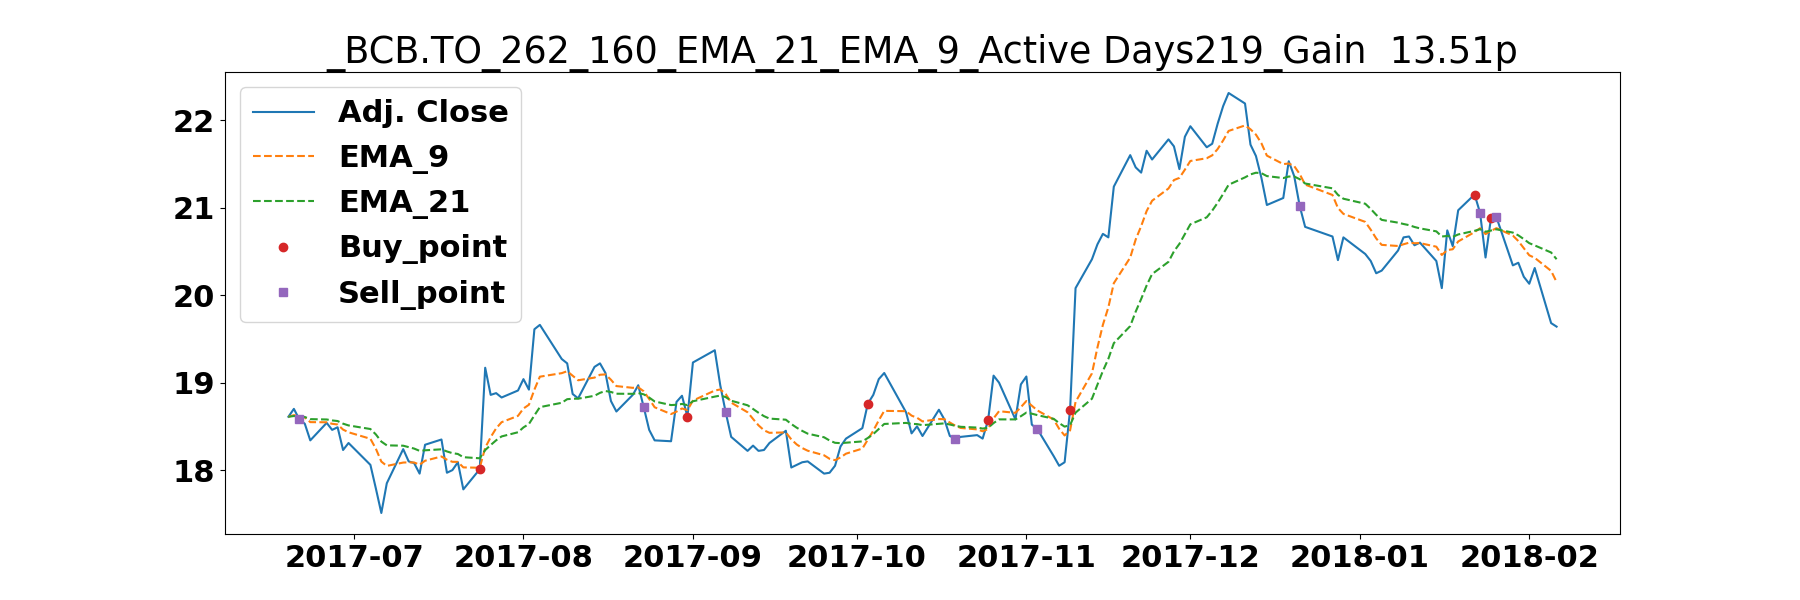 _BCB.TO_262_160_EMA_21_EMA_9_Active Days219_Gain  13.51p
Adj. Close
EMA_9
EMA_21
Buy_point
Sell_point
22
21
20
19
18
2017-07
2017-08
2017-09
2017-10
2017-11
2017-12
2018-01
2018-02